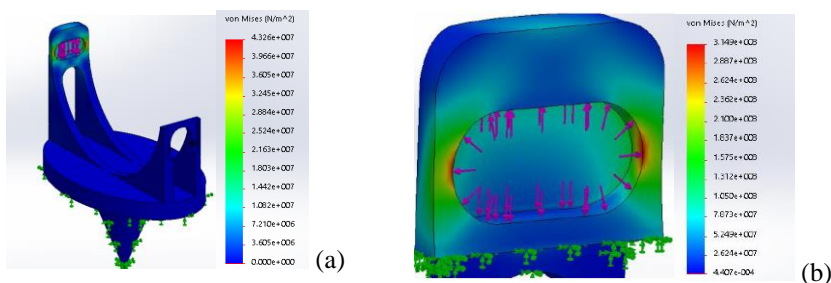 von Mises (N/m^2)
4.326e+007
3.966e+007
3.605e+007
3.245e+007
2.884e+007
2.524e+007
2.163e+007
1.803e+007
1.442e+007
1.082e+007
7.210e+006
3.605e+006
0.000e+000
(a)
von Mises (N/m^2)
3.149e+008
2.887e+008
2.624e+008
2.362e+008
2.100e+008
1.837e+008
1.575e+008
1.312e+008
1.050e+008
7.873e+007
5.249e+007
2.624e+007
4.407e-004
(b)